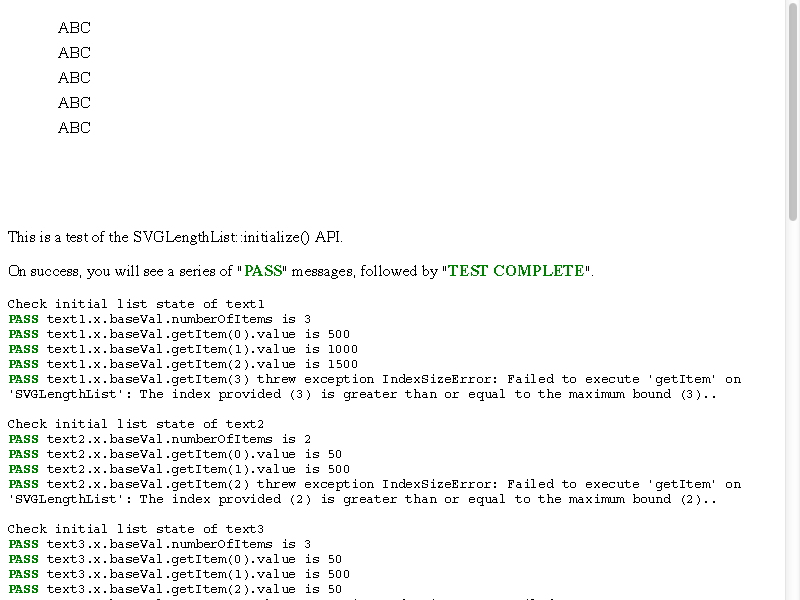 ABC
ABC
ABC
ABC
ABC
This is a test of the SVGLengthList::initialize() API.
On success, you will see a series of "PASS" messages, followed by "TEST COMPLETE".
Check initial list state of text1
PASS text1.x.baseVal.numberOfItems is 3
PASS text1.x.baseVal.getItem(0).value is 500
PASS text1.x.baseVal.getItem(1).value is 1000
PASS text1.x.baseVal.getItem(2).value is 1500
PASS text1.x.baseVal.getItem(3) threw exception IndexSizeError: Failed to execute 'getItem' on
'SVGLengthList': The index provided (3) is greater than or equal to the maximum bound (3)..
Check initial list state of text2
PASS text2.x.baseVal.numberOfItems is 2
PASS text2.x.baseVal.getItem(0).value is 50
PASS text2.x.baseVal.getItem(1).value is 500
PASS text2.x.baseVal.getItem(2) threw exception IndexSizeError: Failed to execute 'getItem' on
'SVGLengthList': The index provided (2) is greater than or equal to the maximum bound (2)..
Check initial list state of text3
PASS text3.x.baseVal.numberOfItems is 3
PASS text3.x.baseVal.getItem(0).value is 50
PASS text3.x.baseVal.getItem(1).value is 500
PASS text3.x.baseVal.getItem(2).value is 50